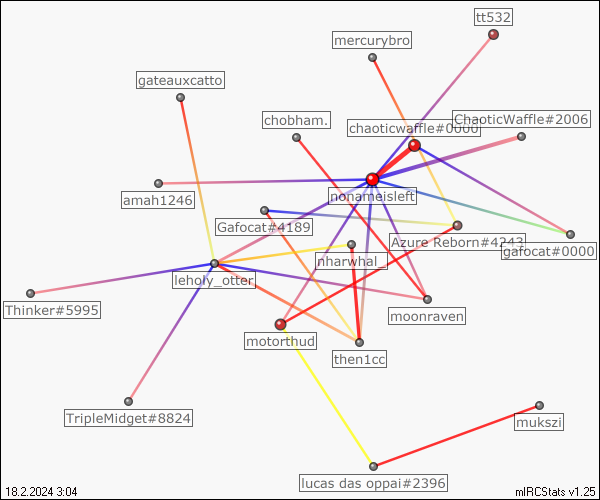 tt532
mercurybro
gateauxcatto
chobham.
ChaoticWaffle#2006
chaoticwaffle#0000
amah1246
nonameisleft
Gafocat#4189
Azure Reborn#4243
gafocat#0000
nharwhal_
leholy_otter
Thinker#5995
moonraven
motorthud
then1cc
TripleMidget#8824
mukszi
lucas das oppai#2396
18.2.2024 3:04
mIRCStats v1.25